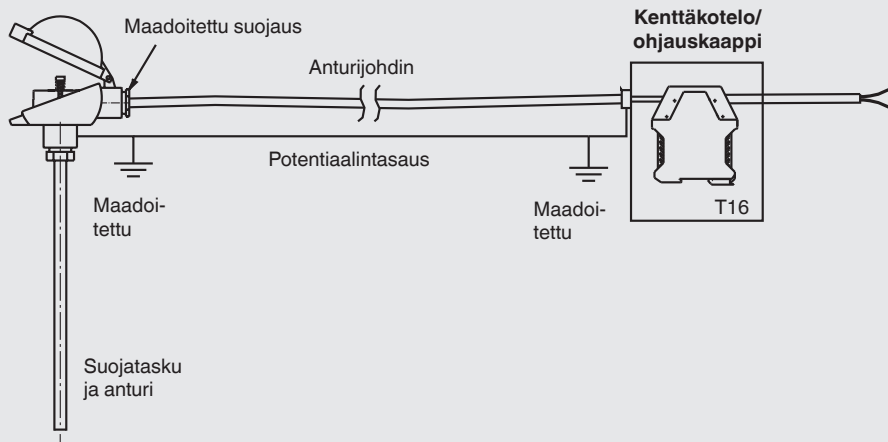 Kenttäkotelo/
ohjauskaappi
Maadoitettu suojaus
Anturijohdin
Potentiaalintasaus
T16
Maadoi-
tettu
Maadoi-
tettu
Suojatasku
ja anturi